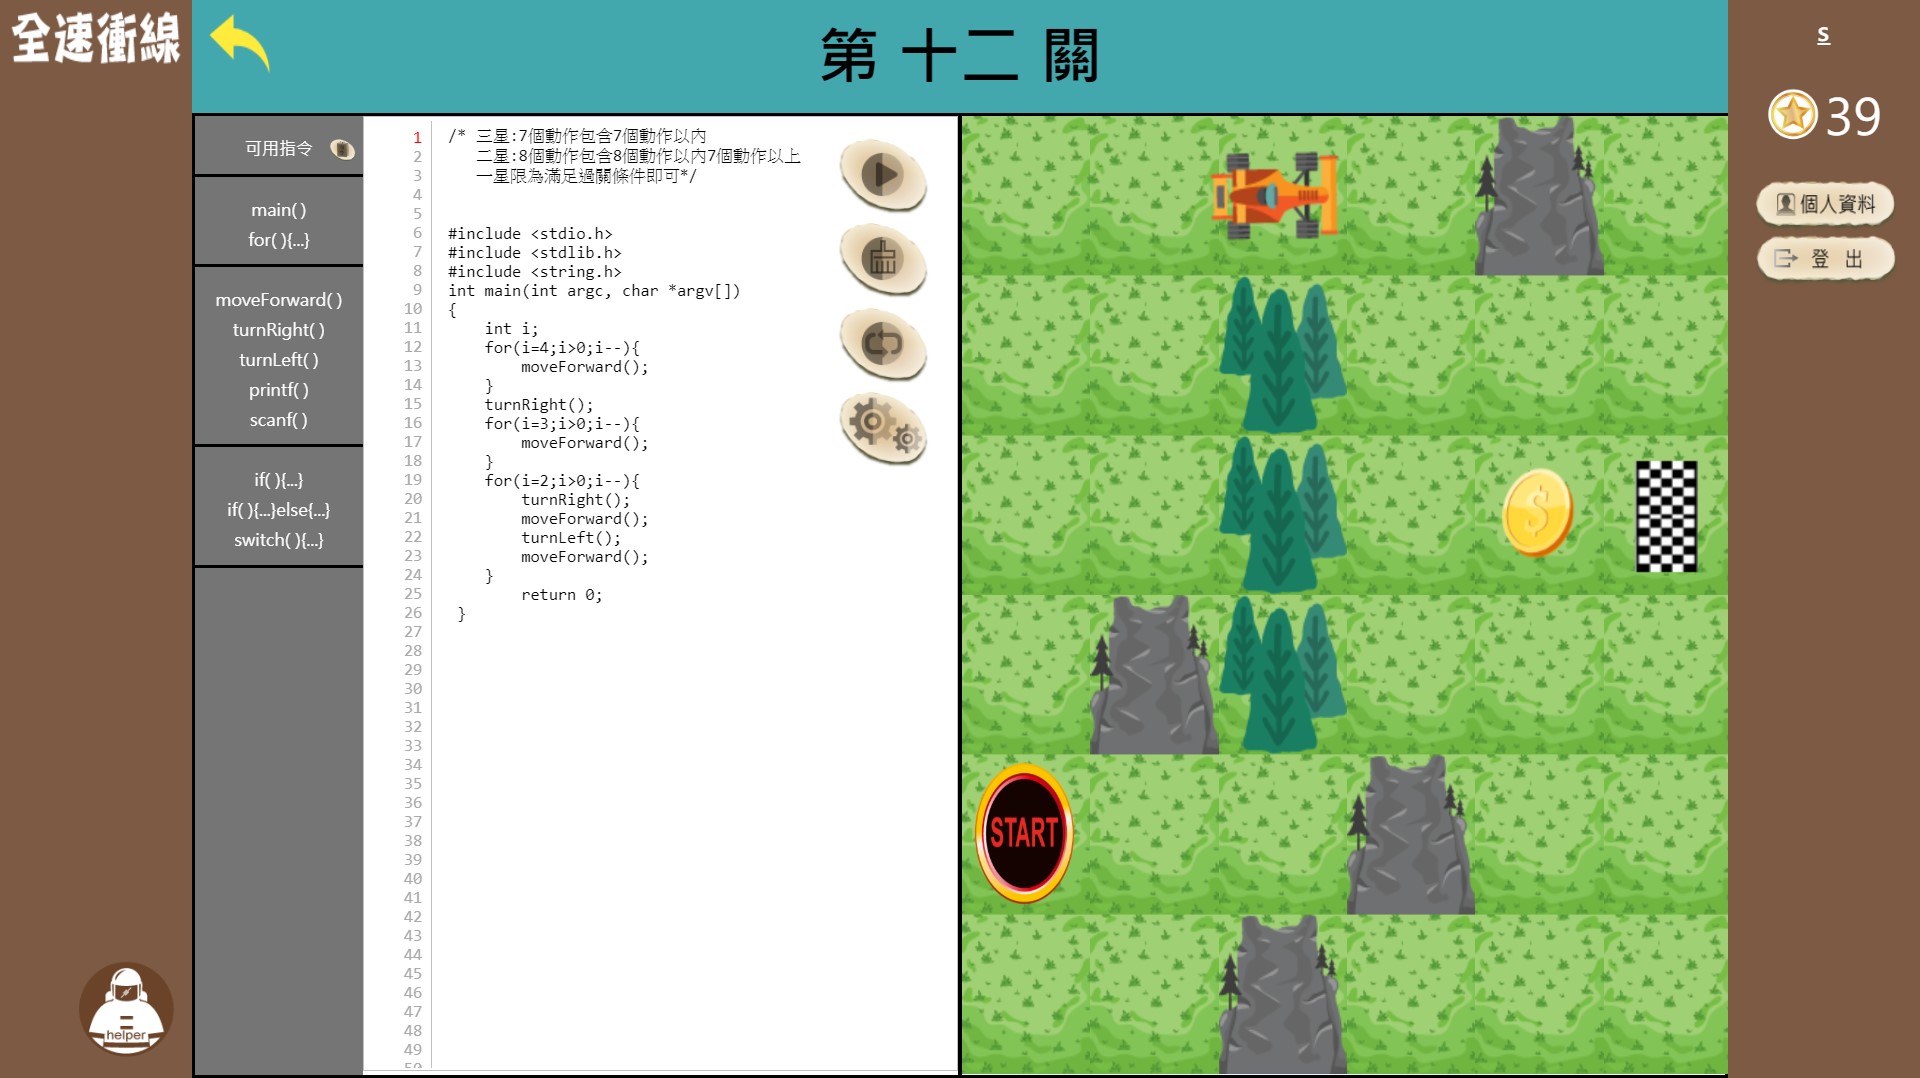 全速衝線
第 十二 關
s
39
個人資料
登 出
可用指令
main( )
for( ){...}
moveForward( )
turnRight( )
turnLeft( )
printf( )
scanf( )
if( ){...}
if( ){...}else{...}
switch( ){...}
1 /* 三星:7個動作包含7個動作以內
2 二星:8個動作包含8個動作以內7個動作以上
3 一星限為滿足過關條件即可*/
4
5
6 #include <stdio.h>
7 #include <stdlib.h>
8 #include <string.h>
9 int main(int argc, char *argv[])
10 {
11 int i;
12 for(i=4;i>0;i--){
13 moveForward();
14 }
15 turnRight();
16 for(i=3;i>0;i--){
17 moveForward();
18 }
19 for(i=2;i>0;i--){
20 turnRight();
21 moveForward();
22 turnLeft();
23 moveForward();
24 }
25 return 0;
26 }
27
28
29
30
31
32
33
34
35
36
37
38
39
40
41
42
43
44
45
46
47
48
49
50
START
$
helper